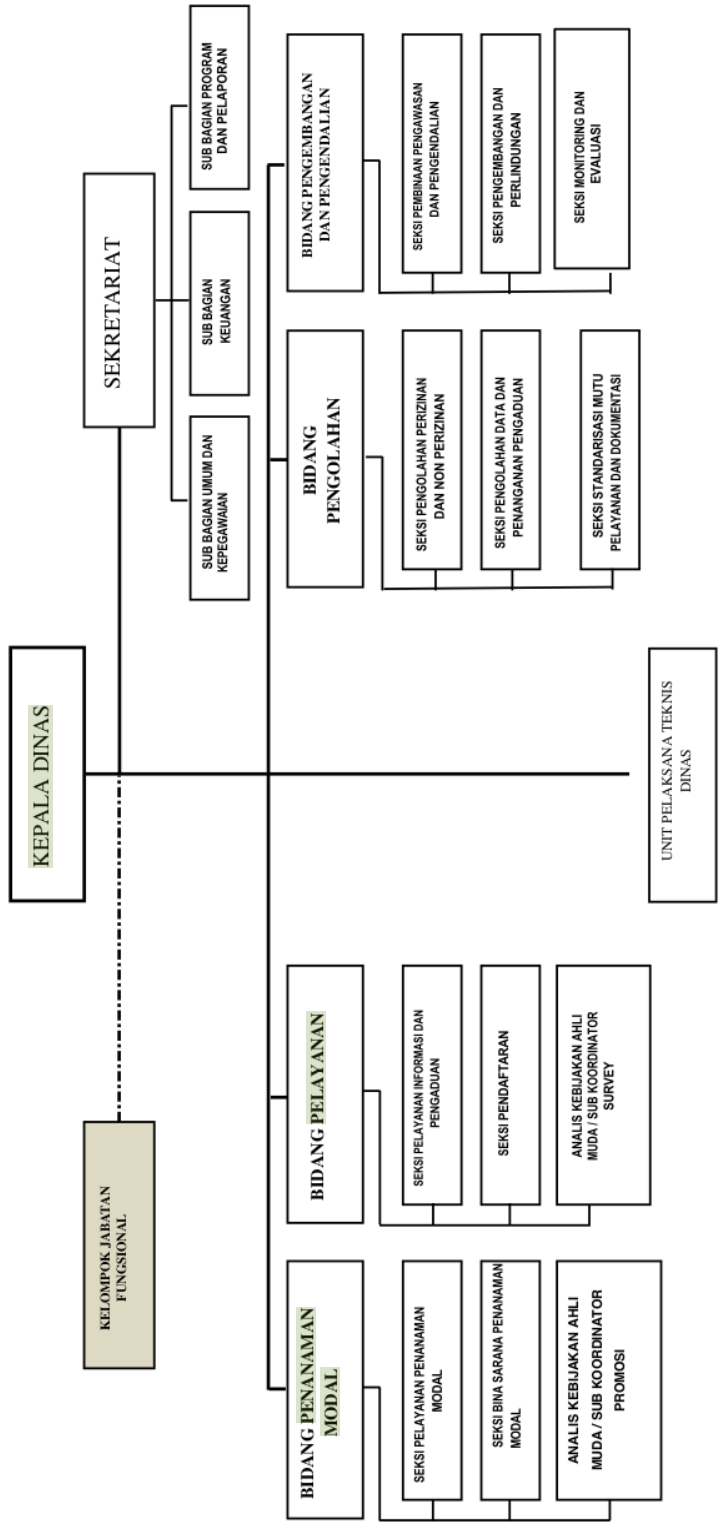 KEPALA DINAS
KELOMPOK JABATAN
FUNGSIONAL
SEKRETARIAT
SUB BAGIAN UMUM DAN
KEPEGAWAIAN
SUB BAGIAN
KEUANGAN
SUB BAGIAN PROGRAM
DAN PELAPORAN
BIDANG PENANAMAN
MODAL
SEKSI PELAYANAN PENANAMAN
MODAL
SEKSI BINA SARANA PENANAMAN
MODAL
ANALIS KEBIJAKAN AHLI
MUDA / SUB KOORDINATOR
PROMOSI
BIDANG PELAYANAN
SEKSI PELAYANAN INFORMASI DAN
PENGADUAN
SEKSI PENDAFTARAN
ANALIS KEBIJAKAN AHLI
MUDA / SUB KOORDINATOR
SURVEY
BIDANG
PENGOLAHAN
SEKSI PENGOLAHAN PERIZINAN
DAN NON PERIZINAN
SEKSI PENGOLAHAN DATA DAN
PENANGANAN PENGADUAN
SEKSI STANDARISASI MUTU
PELAYANAN DAN DOKUMENTASI
BIDANG PENGEMBANGAN
DAN PENGENDALIAN
SEKSI PEMBINAAN PENGAWASAN
DAN PENGENDALIAN
SEKSI PENGEMBANGAN DAN
PERLINDUNGAN
SEKSI MONITORING DAN
EVALUASI
UNIT PELAKSANA TEKNIS
DINAS